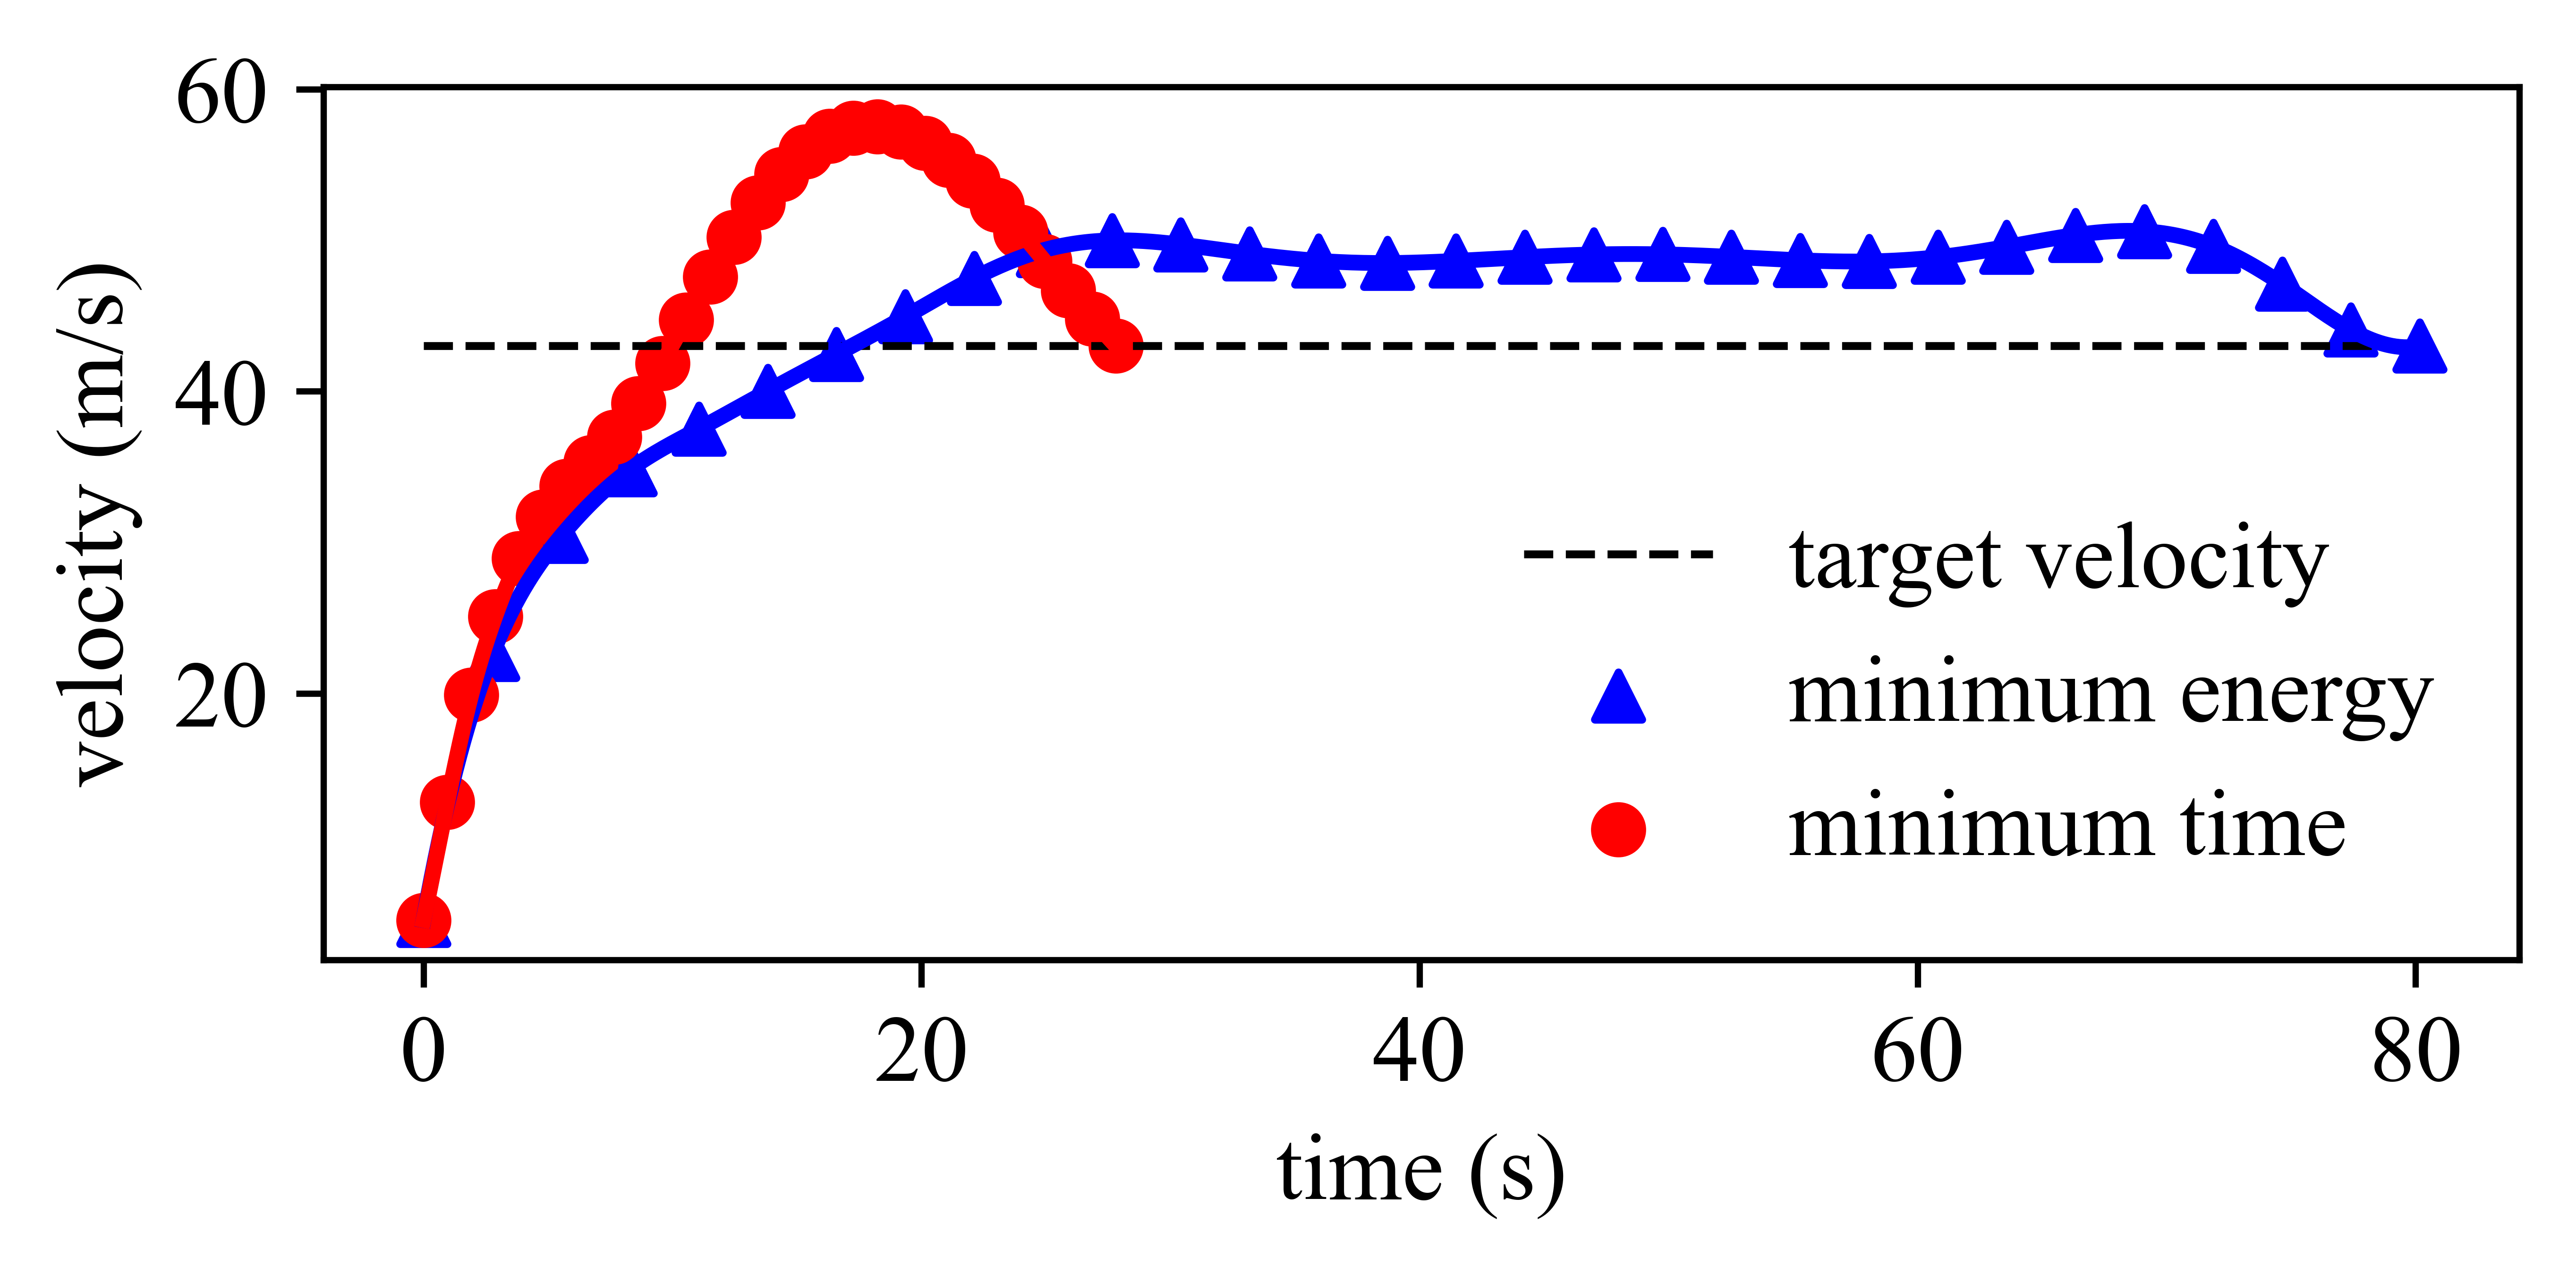 60
40
20
velocity (m/s)
target velocity
minimum energy
minimum time
0 20 40 60 80
time (s)